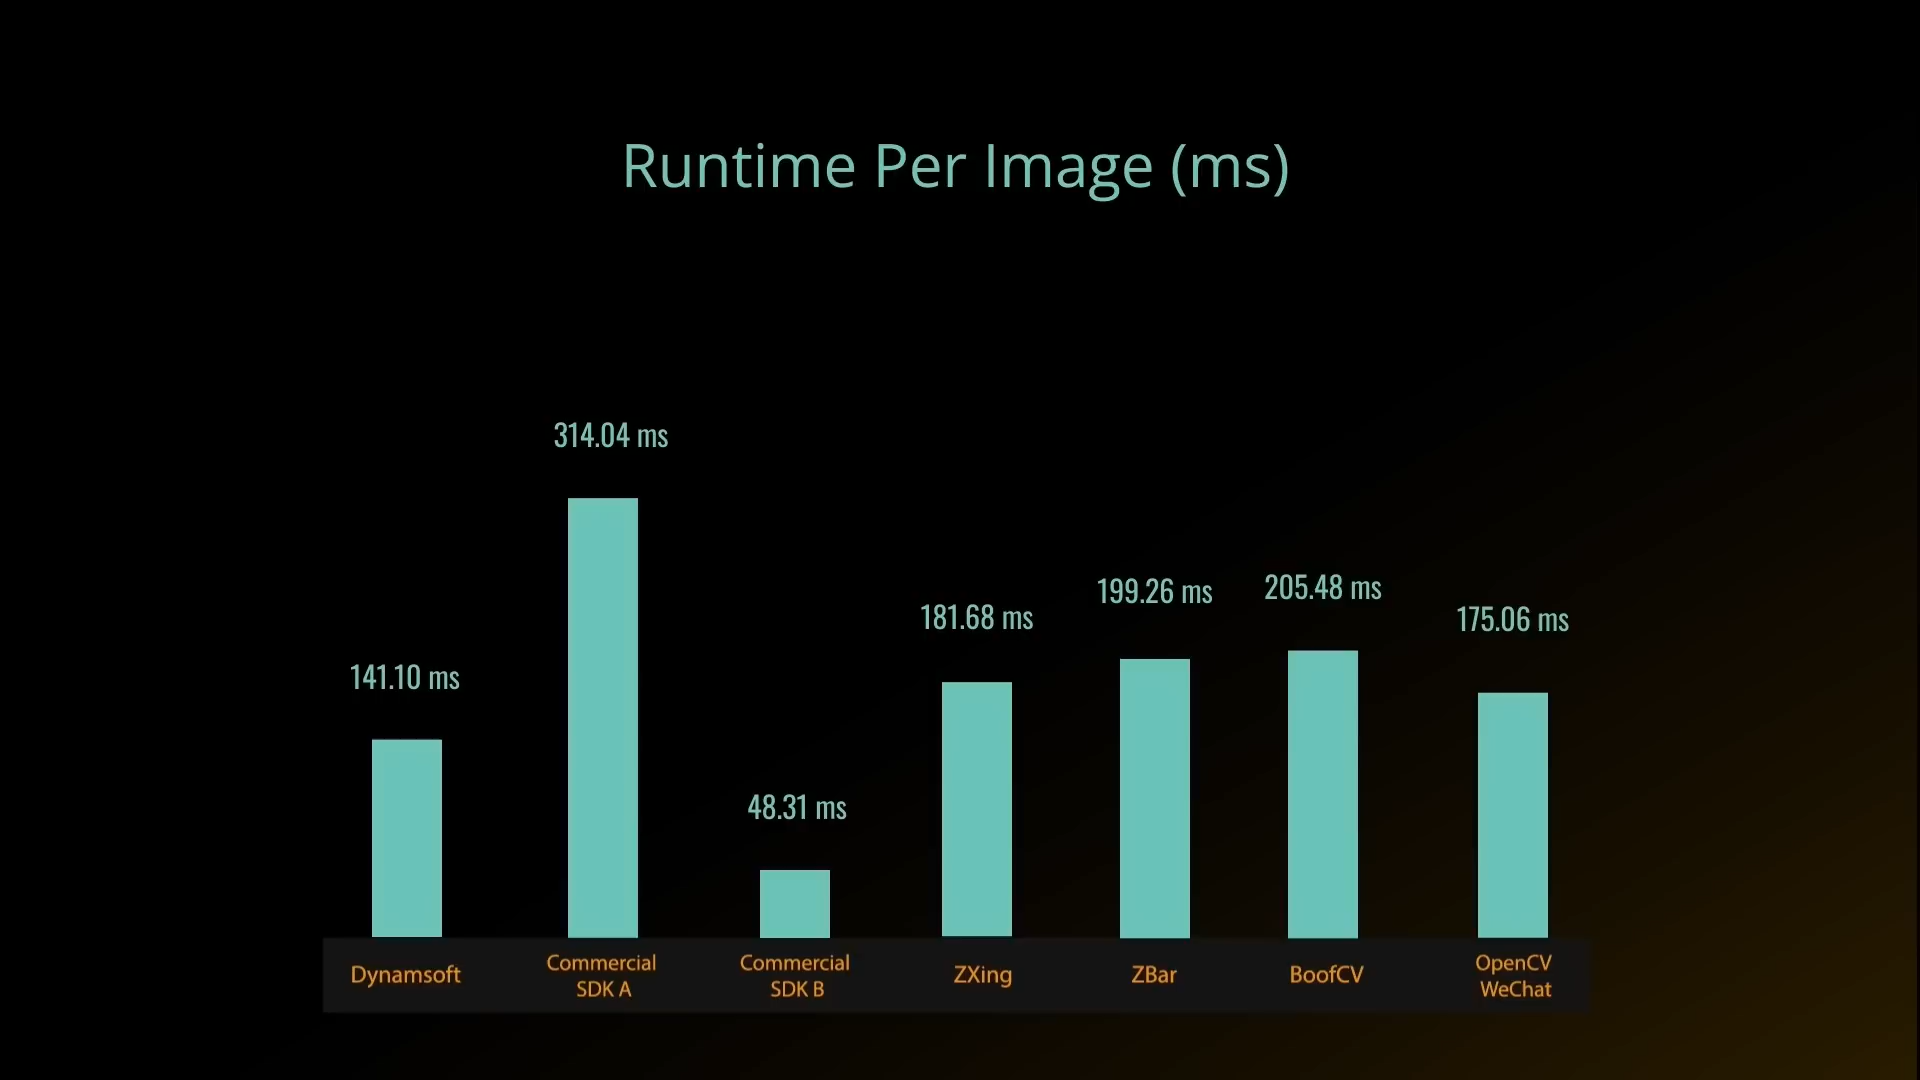 Runtime Per Image (ms)
141.10 ms
314.04 ms
48.31 ms
181.68 ms
199.26 ms
205.48 ms
175.06 ms
Dynamsoft
Commercial
SDK A
Commercial
SDK B
ZXing
ZBar
BoofCV
OpenCV
WeChat